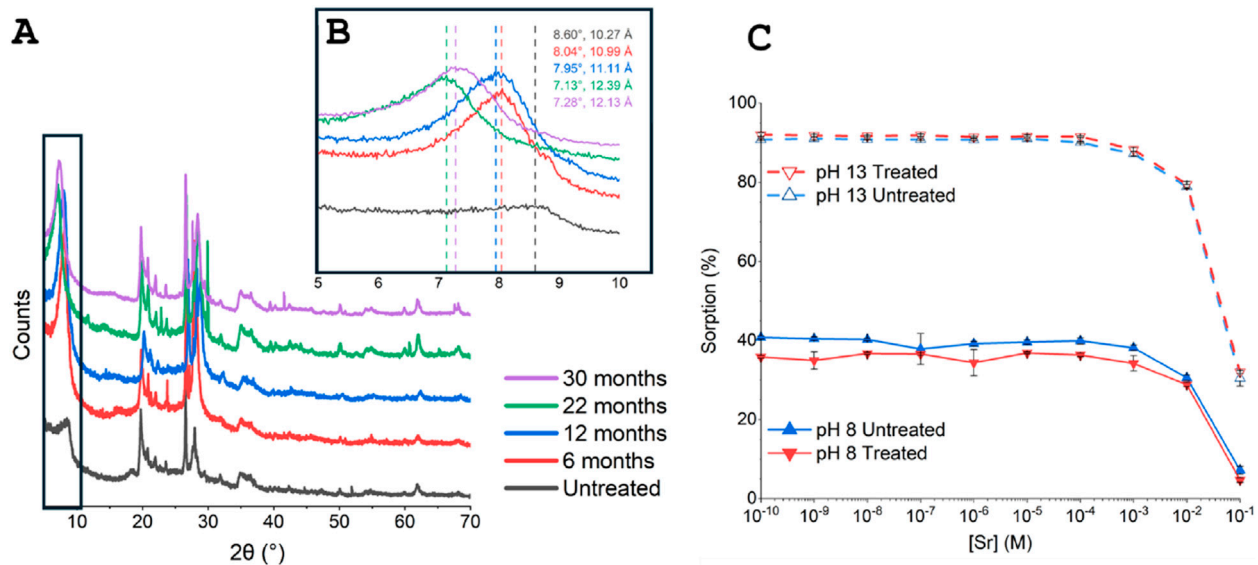 A
B
C
8.60°, 10.27 Å
8.04°, 10.99 Å
7.95°, 11.11 Å
7.13°, 12.39 Å
7.28°, 12.13 Å
5 6 7 8 9 10
Counts
30 months
22 months
12 months
6 months
Untreated
10 20 30 40 50 60 70
2θ (°)
100
80
60
40
20
0
Sorption (%)
pH 13 Treated
pH 13 Untreated
pH 8 Untreated
pH 8 Treated
10⁻¹⁰ 10⁻⁹ 10⁻⁸ 10⁻⁷ 10⁻⁶ 10⁻⁵ 10⁻⁴ 10⁻³ 10⁻² 10⁻¹
[Sr] (M)